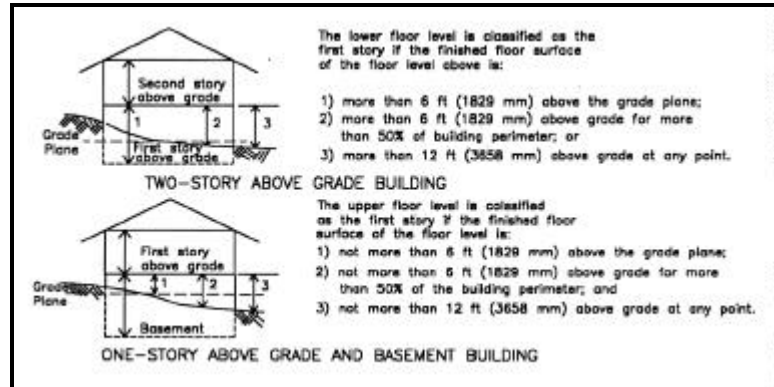 The lower floor level is classified as the
first story if the finished floor surface
of the floor level above is:
Second story
above grade
1
2
3
Grade
Plane
First story
above grade
1) more than 6 ft (1829 mm) above the grade plane;
2) more than 6 ft (1829 mm) above grade for more
than 50% of building perimeter; or
3) more than 12 ft (3658 mm) above grade at any point.
TWO-STORY ABOVE GRADE BUILDING
The upper floor level is colssified
as the first story if the finished floor
surface of the floor level is:
First story
above grade
1
2
3
Grade
Plane
Basement
1) not more than 6 ft (1829 mm) above the grade plane;
2) not more than 6 ft (1829 mm) above grade for more
than 50% of the building perimeter; and
3) not more than 12 ft (3658 mm) above grade at any point.
ONE-STORY ABOVE GRADE AND BASEMENT BUILDING